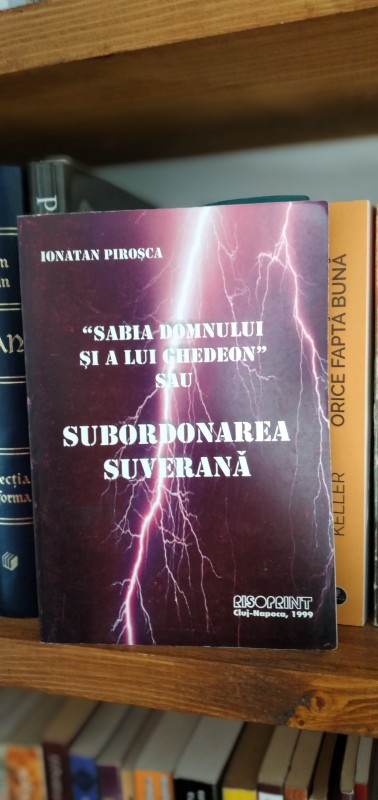 IONATAN PIROȘCA
“SABIA DOMNULUI
ȘI A LUI GHEDEON”
SAU
SUBORDONAREA
SUVERANĂ
RISOPRINT
Cluj-Napoca, 1999
KELLER
ORICE FAPTĂ BUNĂ